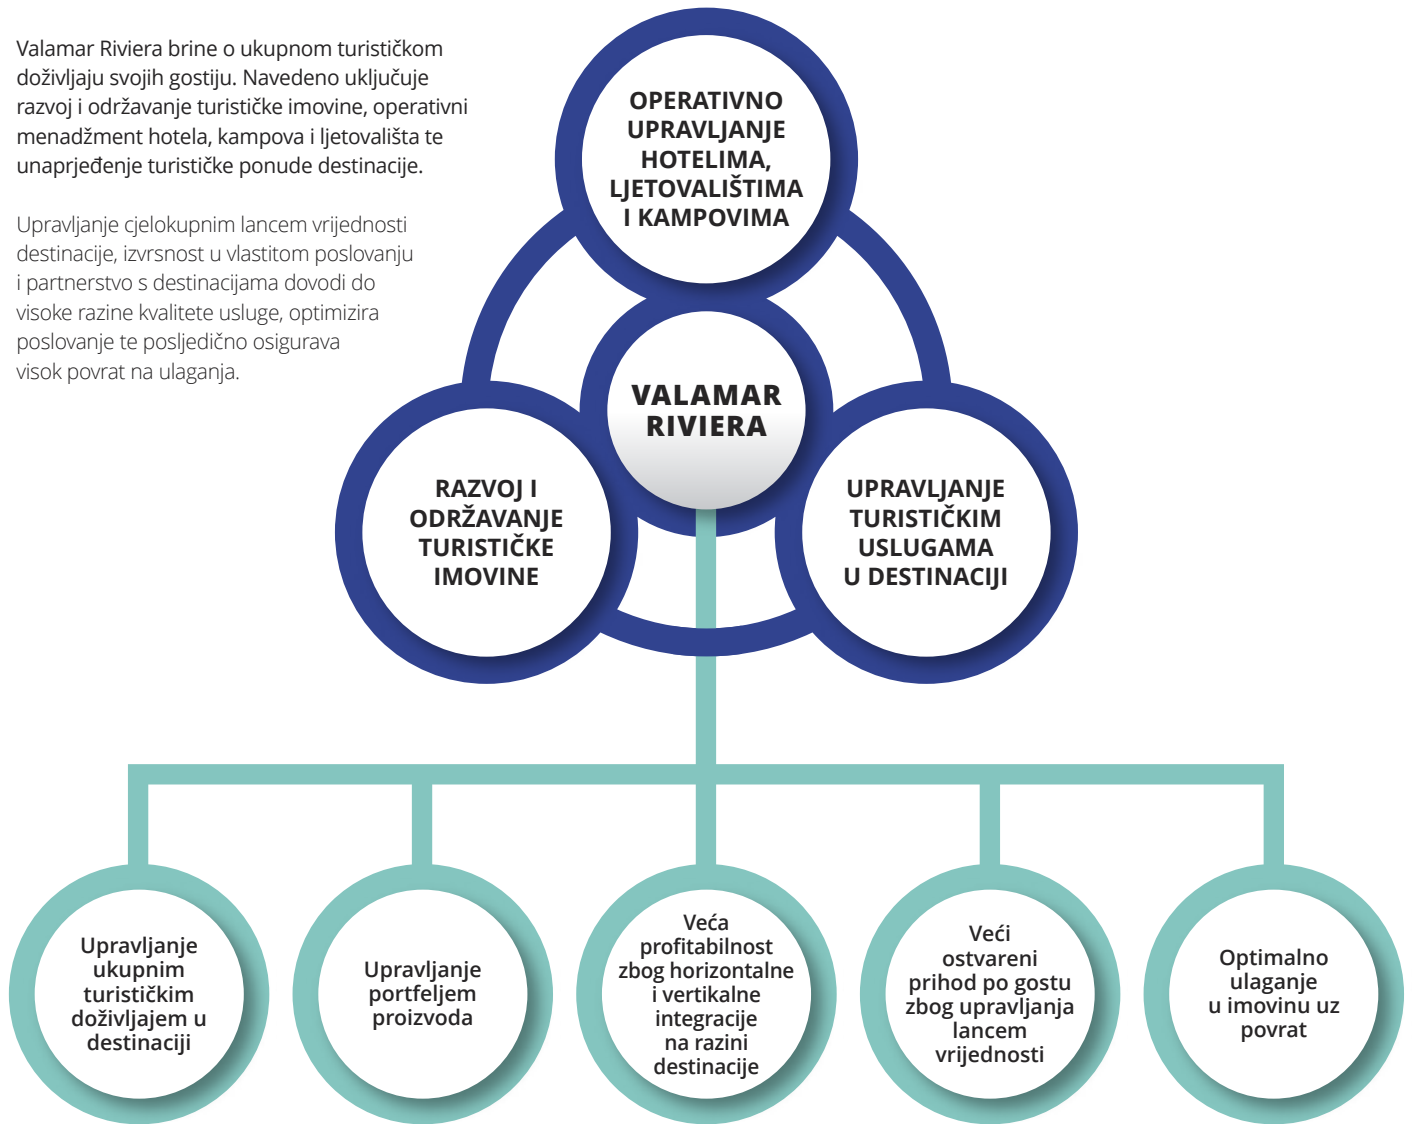 Valamar Riviera brine o ukupnom turističkom
doživljaju svojih gostiju. Navedeno uključuje
razvoj i održavanje turističke imovine, operativni
menadžment hotela, kampova i ljetovališta te
unaprjeđenje turističke ponude destinacije.
Upravljanje cjelokupnim lancem vrijednosti
destinacije, izvrsnost u vlastitom poslovanju
i partnerstvo s destinacijama dovodi do
visoke razine kvalitete usluge, optimizira
poslovanje te posljedično osigurava
visok povrat na ulaganja.
OPERATIVNO
UPRAVLJANJE
HOTELIMA,
LJETOVALIŠTIMA
I KAMPOVIMA
VALAMAR
RIVIERA
RAZVOJ I
ODRŽAVANJE
TURISTIČKE
IMOVINE
UPRAVLJANJE
TURISTIČKIM
USLUGAMA
U DESTINACIJI
Upravljanje
ukupnim
turističkim
doživljajem u
destinaciji
Upravljanje
portfeljem
proizvoda
Veća
profitabilnost
zbog horizontalne
i vertikalne
integracije
na razini
destinacije
Veći
ostvareni
prihod po gostu
zbog upravljanja
lancem
vrijednosti
Optimalno
ulaganje
u imovinu uz
povrat